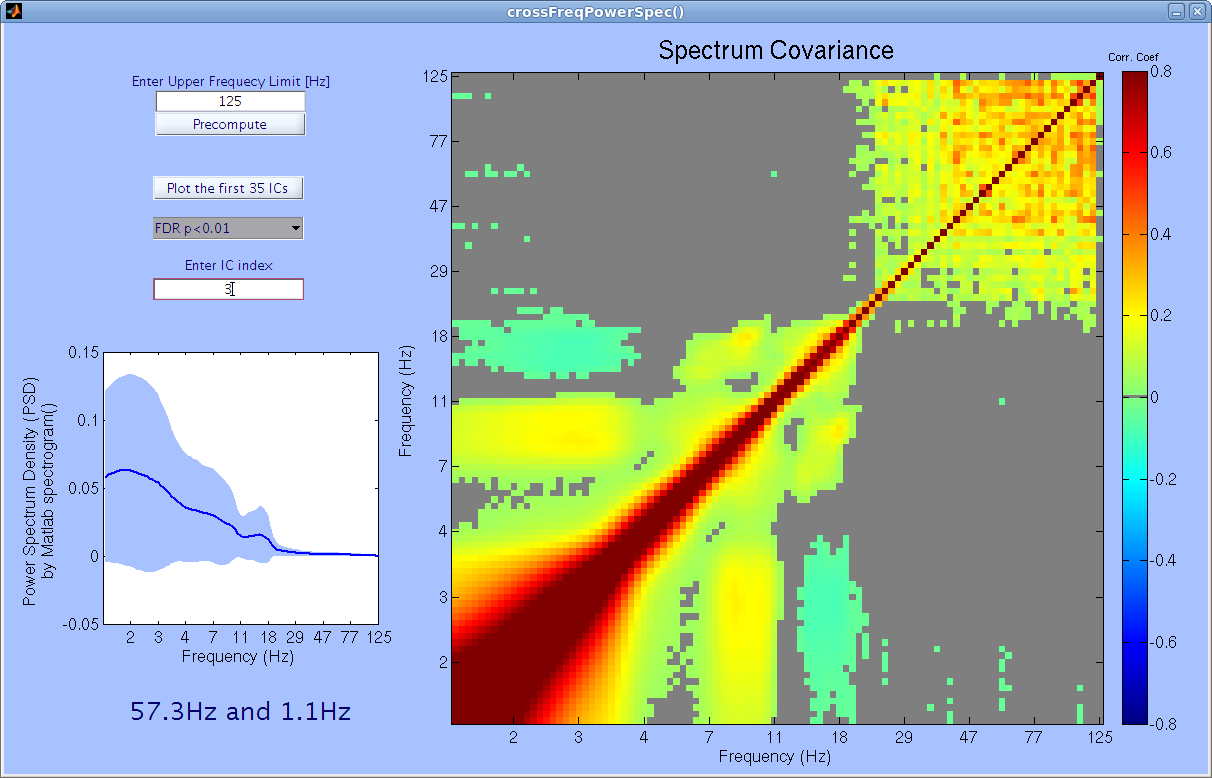 crossFreqPowerSpec()
Enter Upper Frequecy Limit [Hz]
125
Precompute
Plot the first 35 ICs
FDR p<0.01
Enter IC index
3
Power Spectrum Density (PSD)
by Matlab spectrogram()
0.15
0.1
0.05
0
-0.05
2 3 4 7 11 18 29 47 77 125
Frequency (Hz)
57.3Hz and 1.1Hz
Spectrum Covariance
Frequency (Hz)
125
77
47
29
18
11
7
4
3
2
2 3 4 7 11 18 29 47 77 125
Frequency (Hz)
Corr. Coef
0.8
0.6
0.4
0.2
0
-0.2
-0.4
-0.6
-0.8